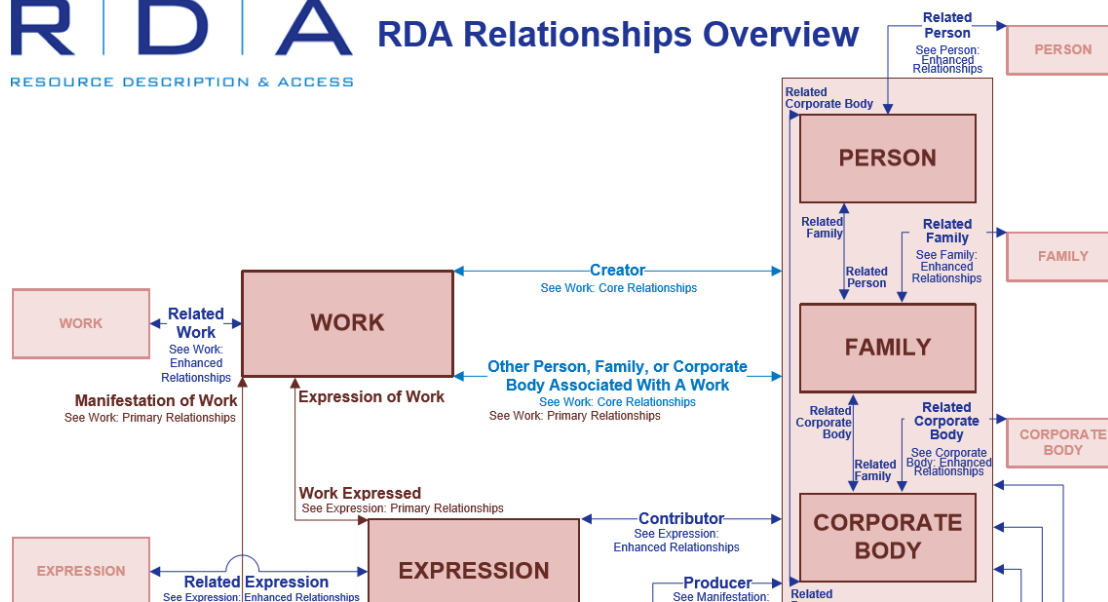 R D A
RESOURCE DESCRIPTION & ACCESS
RDA Relationships Overview
Related
Person
See Person:
Enhanced
Relationships
PERSON
Related
Corporate Body
PERSON
Related
Family
Related
Person
Related
Family
See Family:
Enhanced
Relationships
FAMILY
Creator
See Work: Core Relationships
WORK
Related
Work
See Work:
Enhanced
Relationships
WORK
FAMILY
Other Person, Family, or Corporate
Body Associated With A Work
See Work: Core Relationships
See Work: Primary Relationships
Manifestation of Work
See Work: Primary Relationships
Expression of Work
Related
Corporate
Body
Related
Family
Related
Corporate
Body
See Corporate
Body: Enhanced
Relationships
CORPORATE
BODY
Work Expressed
See Expression: Primary Relationships
Contributor
See Expression:
Enhanced Relationships
CORPORATE
BODY
EXPRESSION
Related Expression
See Expression: Enhanced Relationships
EXPRESSION
Producer
See Manifestation:
Related